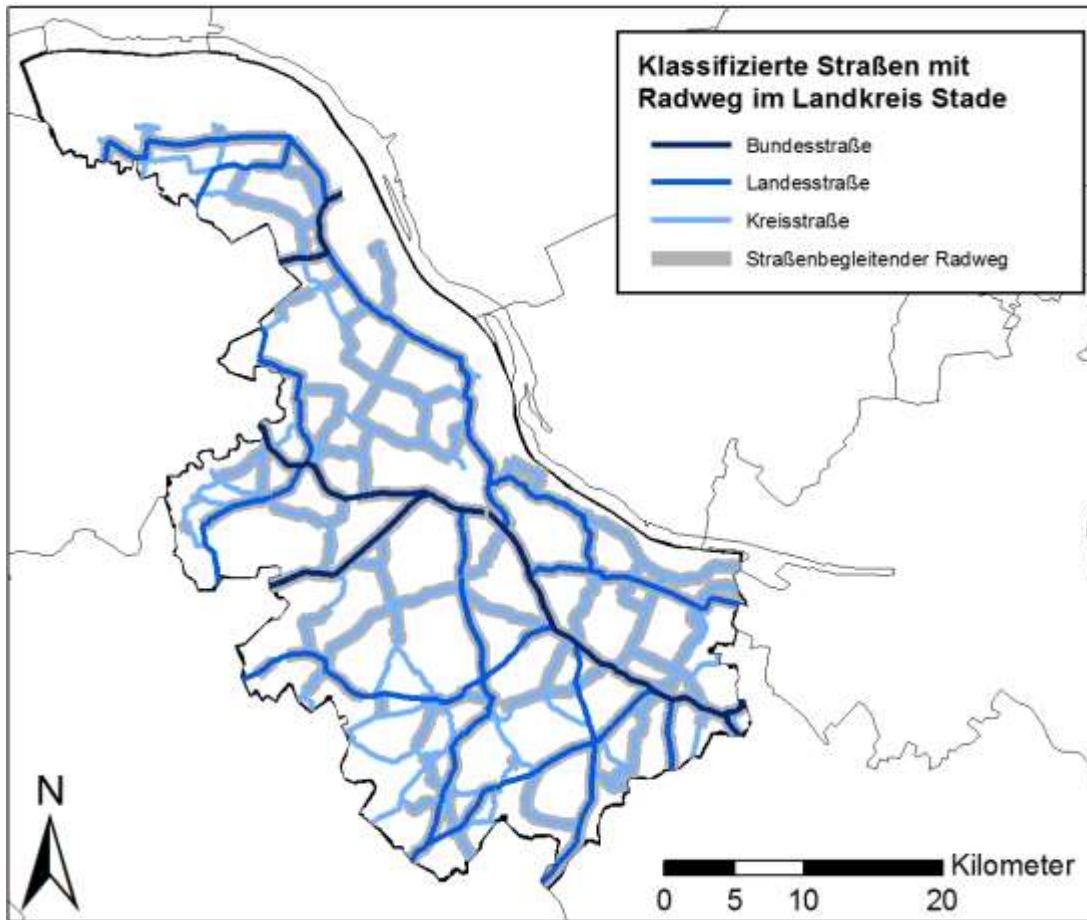 Klassifizierte Straßen mit
Radweg im Landkreis Stade
Bundesstraße
Landesstraße
Kreisstraße
Straßenbegleitender Radweg
N
Kilometer
0 5 10 20